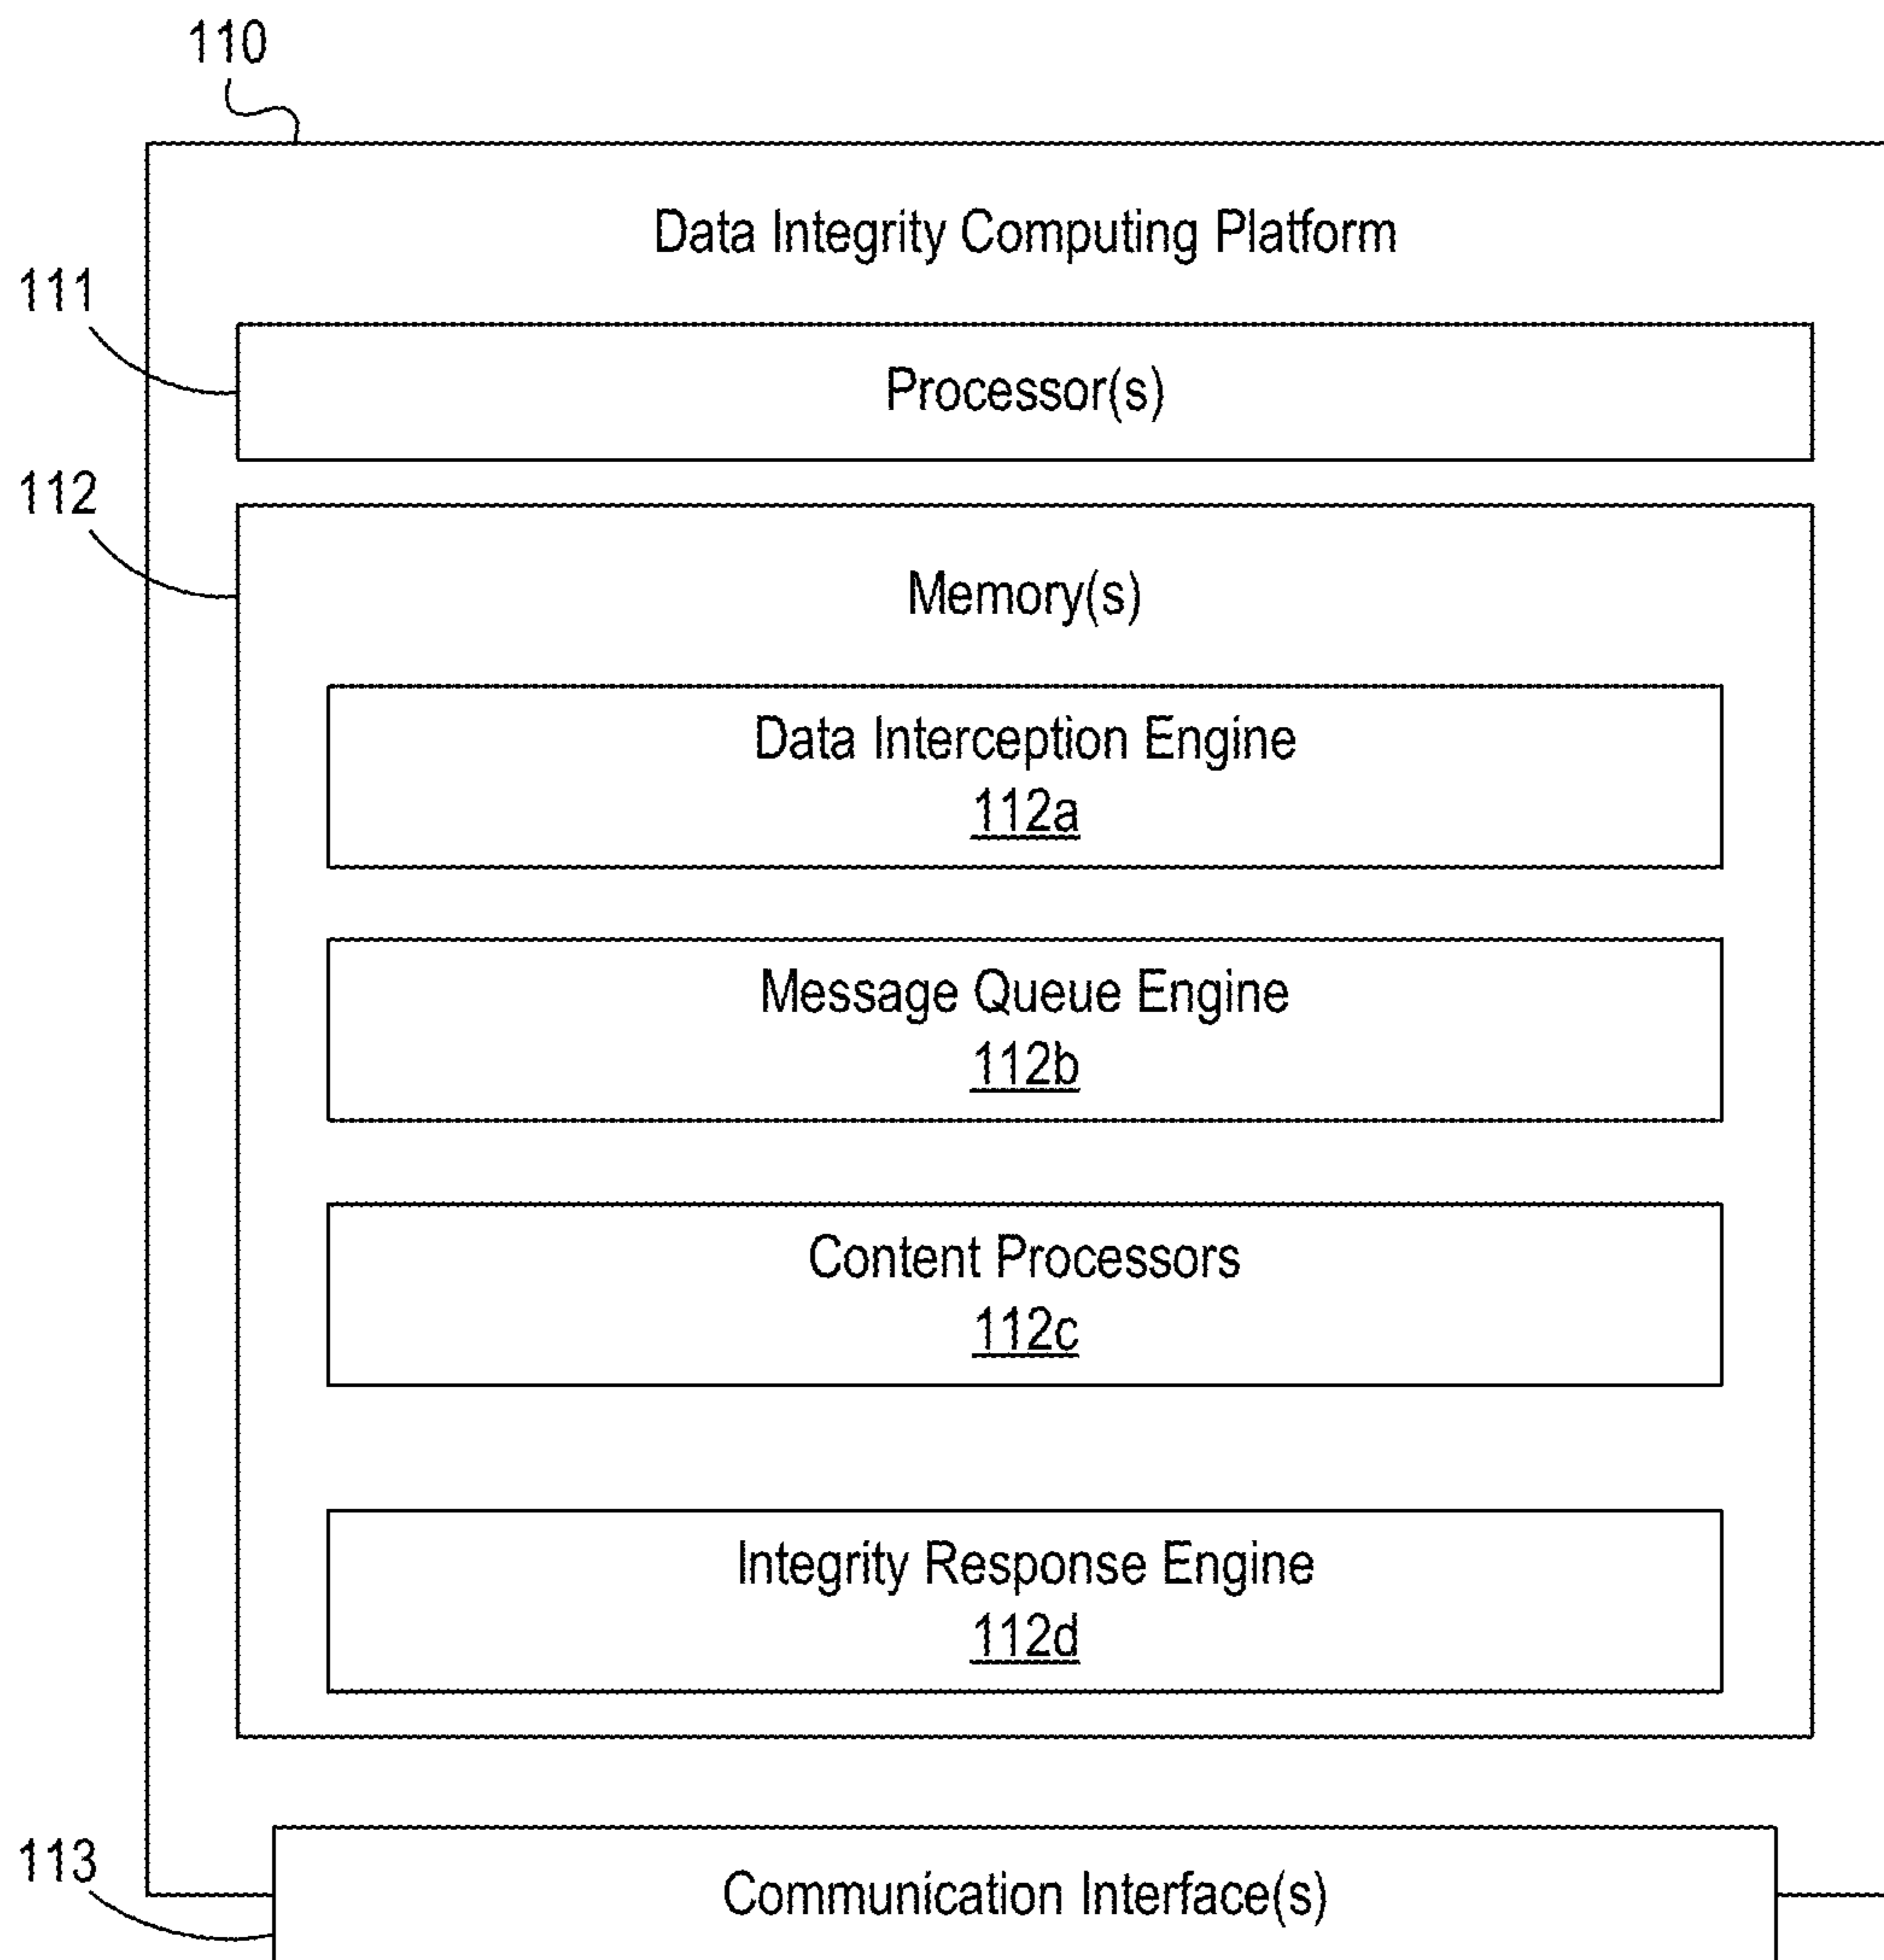 110
Data Integrity Computing Platform
111
Processor(s)
112
Memory(s)
Data Interception Engine
112a
Message Queue Engine
112b
Content Processors
112c
Integrity Response Engine
112d
113
Communication Interface(s)